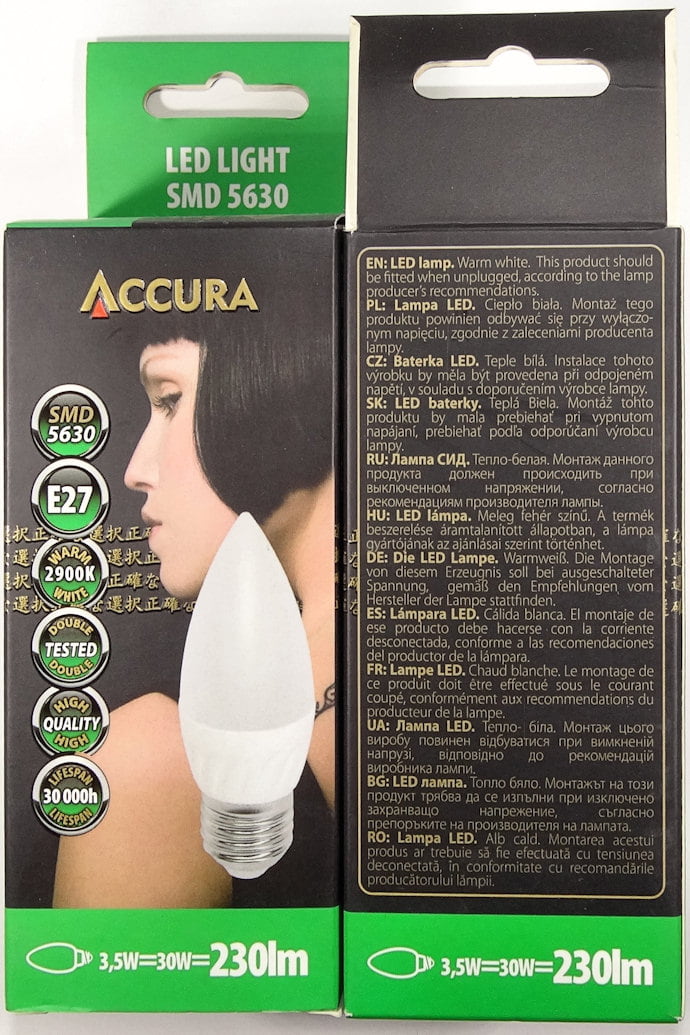 LED LIGHT
SMD 5630
ACCURA
SMD
5630
E27
WARM
2900K
WHITE
DOUBLE
TESTED
DOUBLE
HIGH
QUALITY
HIGH
LIFESPAN
30 000h
LIFESPAN
選択正確な選択正確
3,5W=30W=230lm
EN: LED lamp. Warm white. This product should
be fitted when unplugged, according to the lamp
producer's recommendations.
PL: Lampa LED. Ciepło biała. Montaż tego
produktu powinien odbywać się przy wyłączo-
nym napięciu, zgodnie z zaleceniami producenta
lampy.
CZ: Baterka LED. Teple bílá. Instalace tohoto
výrobku by měla být provedena při odpojeném
napětí, v souladu s doporučením výrobce lampy.
SK: LED baterky. Teplá Biela. Montáž tohto
produktu by mala prebiehať pri vypnutom
napájaní, prebiehať podľa odporúčaní výrobcu
lampy.
RU: Лампа СИД. Тепло-белая. Монтаж данного
продукта должен происходить при
выключенном напряжении, согласно
рекомендациям производителя лампы.
HU: LED lámpa. Meleg fehér színű. A termék
beszerelése áramtalanított állapotban, a lámpa
gyártójának az ajánlásai szerint történhet.
DE: Die LED Lampe. Warmweiß. Die Montage
von diesem Erzeugnis soll bei ausgeschalteter
Spannung, gemäß den Empfehlungen vom
Hersteller der Lampe stattfinden.
ES: Lámpara LED. Cálida blanca. El montaje de
ese producto debe hacerse con la corriente
desconectada, conforme a las recomendaciones
del productor de la lámpara.
FR: Lampe LED. Chaud blanche. Le montage de
ce produit doit être effectué sous le courant
coupé, conformément aux recommendations du
producteur de la lampe.
UA: Лампа LED. Тепло- біла. Монтаж цього
виробу повинен відбуватися при вимкненій
напрузі, відповідно до рекомендацій
виробника лампи.
BG: LED лампа. Топло бяло. Монтажът на този
продукт трябва да се изпълни при изключено
захранващо напрежение, съгласно
препоръките на производителя на лампата.
RO: Lampa LED. Alb cald. Montarea acestui
produs ar trebuie să fie efectuată cu tensiunea
deconectată, în conformitate cu recomandările
producătorului lămpii.
3,5W=30W=230lm